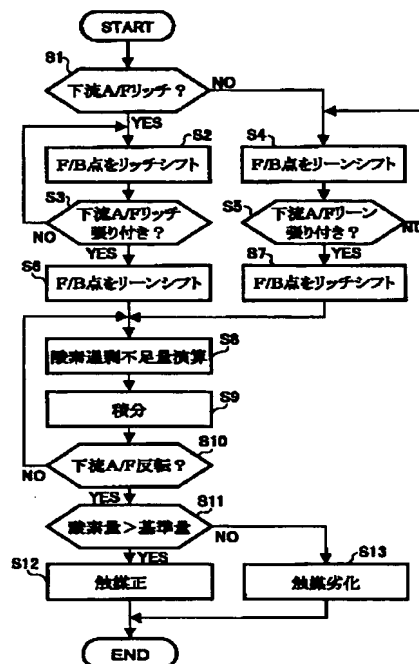 START
S1
下流A/Fリッチ?
NO
YES
S2
F/B点をリッチシフト
S4
F/B点をリーンシフト
S3
下流A/Fリッチ
張り付き?
NO
YES
S5
下流A/Fリーン
張り付き?
NO
YES
S6
F/B点をリーンシフト
S7
F/B点をリッチシフト
S8
酸素過剰不足量演算
S9
積分
S10
下流A/F反転?
NO
YES
S11
酸素量>基準量
NO
YES
S12
触媒正
S13
触媒劣化
END